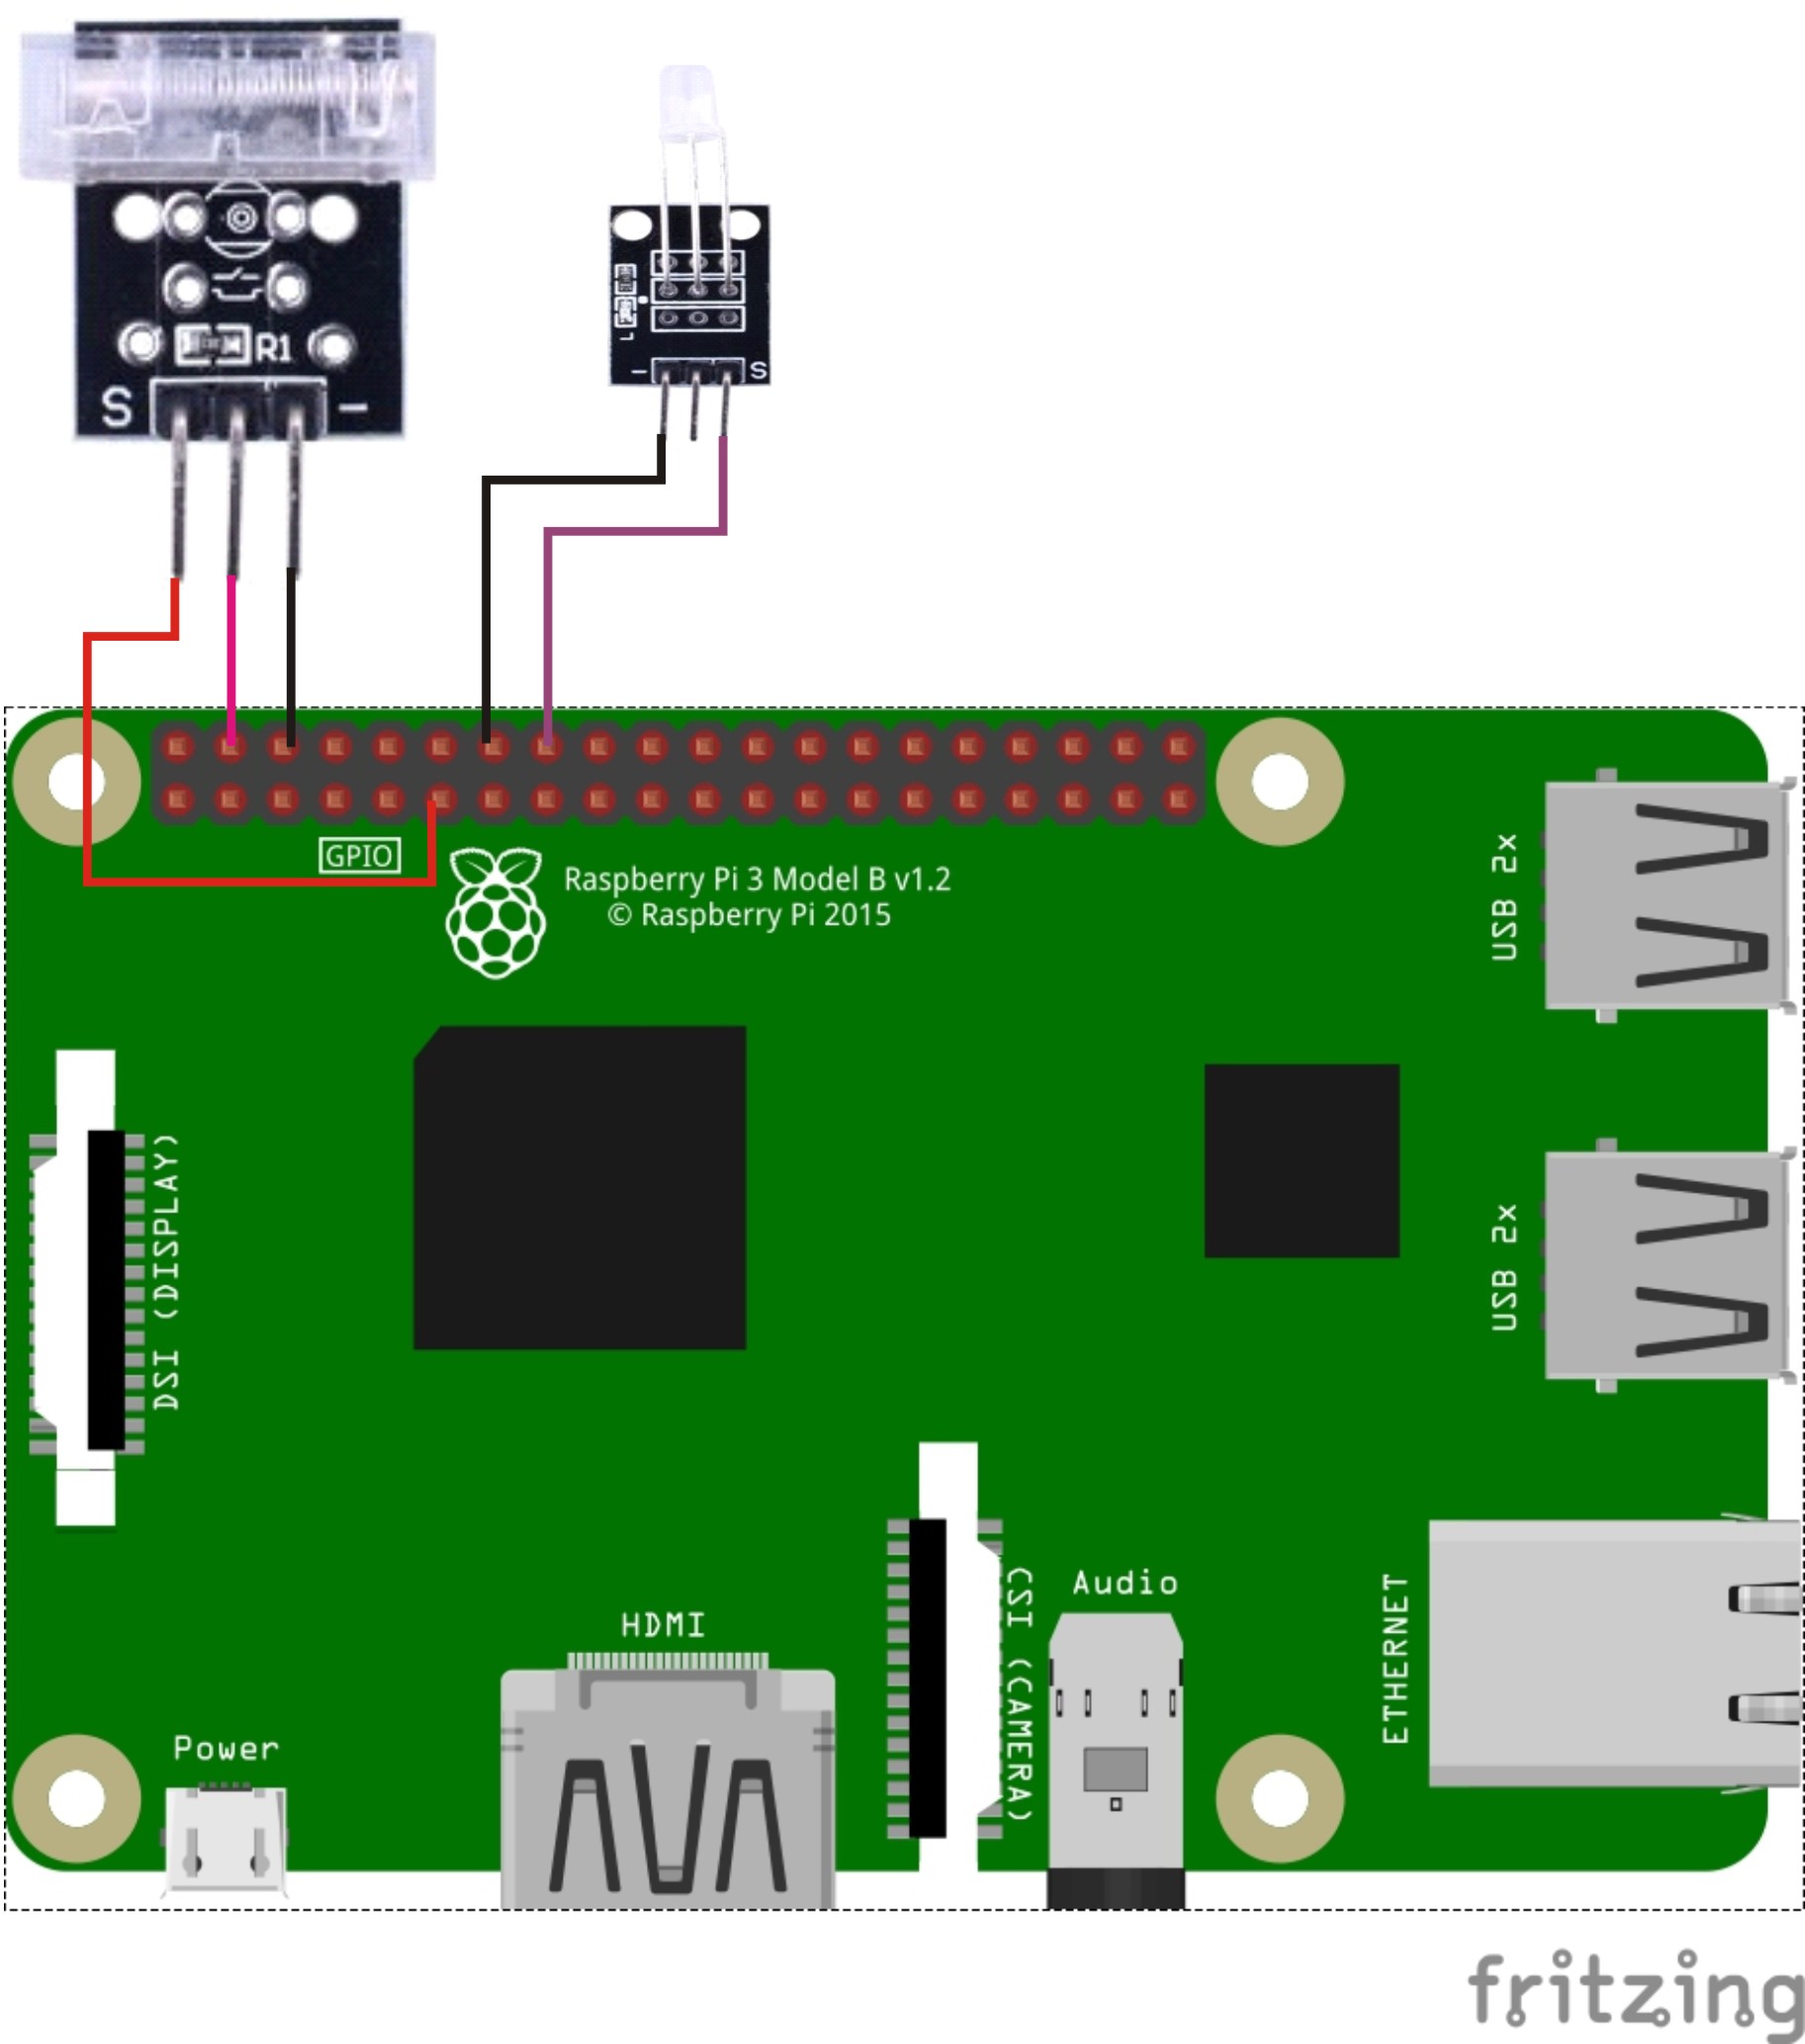 R1
S
-
-
S
GPIO
Raspberry Pi 3 Model B v1.2
© Raspberry Pi 2015
USB 2x
DSI (DISPLAY)
USB 2x
HDMI
CSI (CAMERA)
Audio
ETHERNET
Power
fritzing